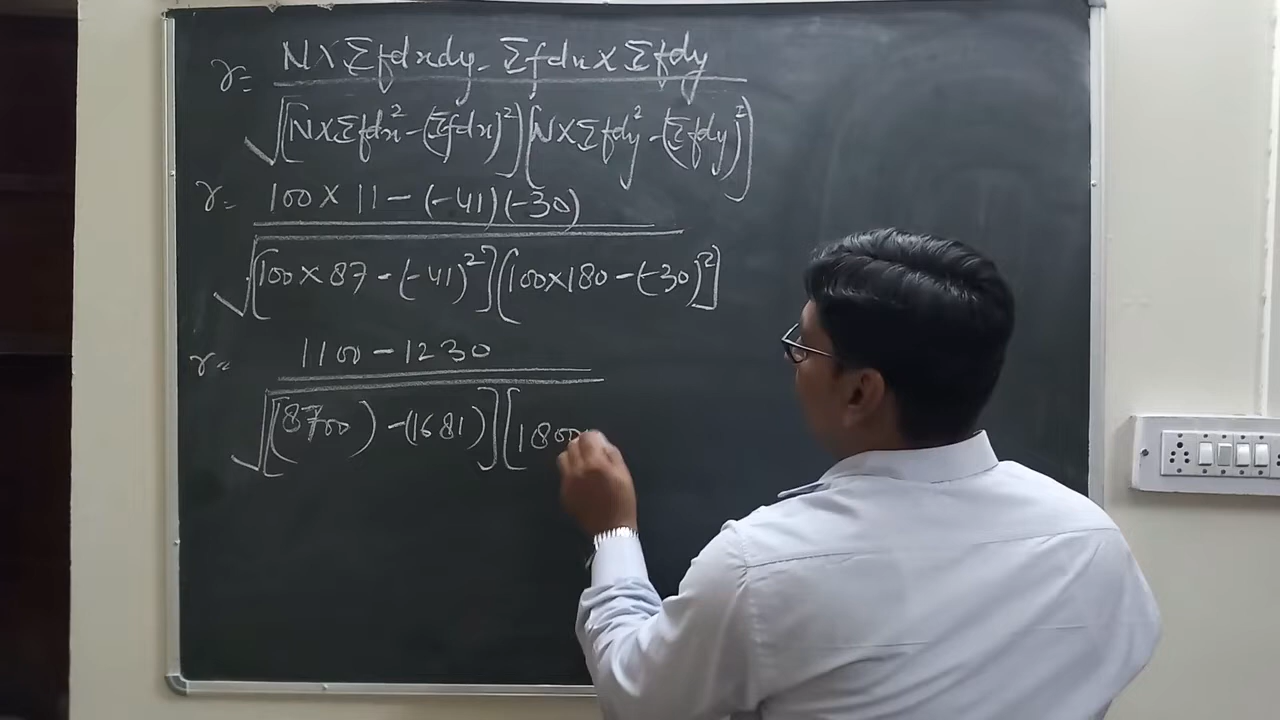 r = N × Σfdxdy - Σfdx × Σfdy
√[N × Σfdx² - (Σfdx)²] [N × Σfdy² - (Σfdy)²]
r = 100 × 11 - (-41)(-30)
√[100 × 87 - (-41)²] [100 × 180 - (-30)²]
r = 1100 - 1230
√[(8700) - (1681)] [1800